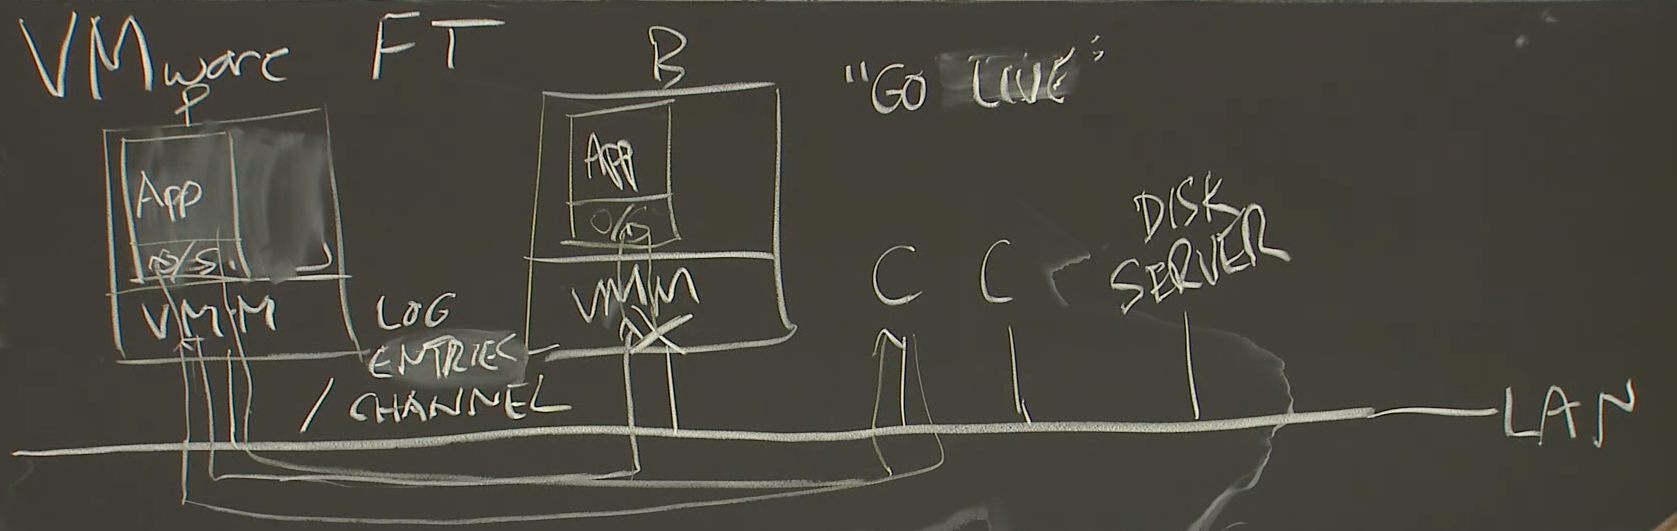 VMware FT
P
App
O/S
VMM
LOG
ENTRIES
/ CHANNEL
B
App
O/S
VMM
"GO LIVE"
C
C
DISK
SERVER
LAN